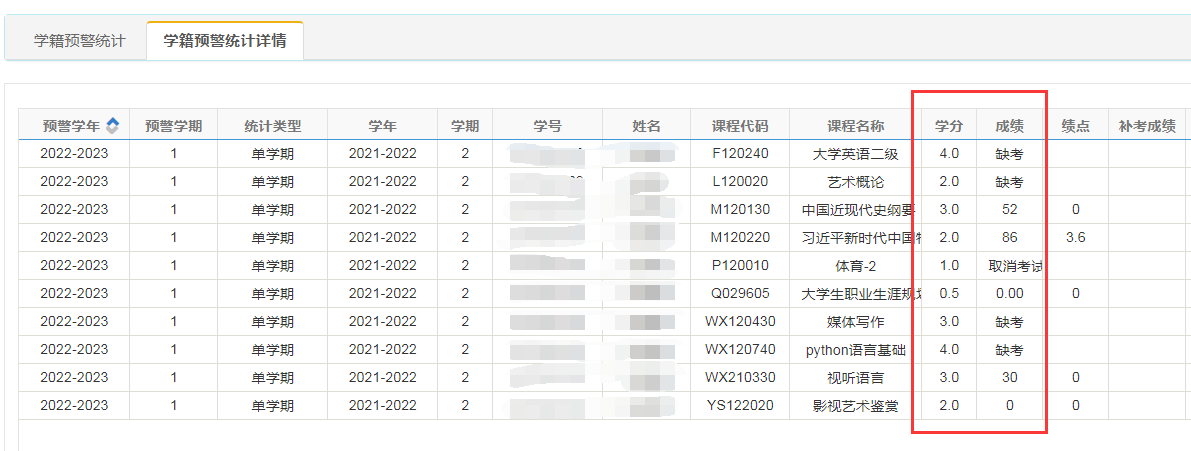 学籍预警统计 学籍预警统计详情
预警学年 预警学期 统计类型 学年 学期 学号 姓名 课程代码 课程名称 学分 成绩 绩点 补考成绩
2022-2023 1 单学期 2021-2022 2 F120240 大学英语二级 4.0 缺考
2022-2023 1 单学期 2021-2022 2 L120020 艺术概论 2.0 缺考
2022-2023 1 单学期 2021-2022 2 M120130 中国近现代史纲要 3.0 52 0
2022-2023 1 单学期 2021-2022 2 M120220 习近平新时代中国特 2.0 86 3.6
2022-2023 1 单学期 2021-2022 2 P120010 体育-2 1.0 取消考试
2022-2023 1 单学期 2021-2022 2 Q029605 大学生职业生涯规划 0.5 0.00 0
2022-2023 1 单学期 2021-2022 2 WX120430 媒体写作 3.0 缺考
2022-2023 1 单学期 2021-2022 2 WX120740 python语言基础 4.0 缺考
2022-2023 1 单学期 2021-2022 2 WX210330 视听语言 3.0 30 0
2022-2023 1 单学期 2021-2022 2 YS122020 影视艺术鉴赏 2.0 0 0